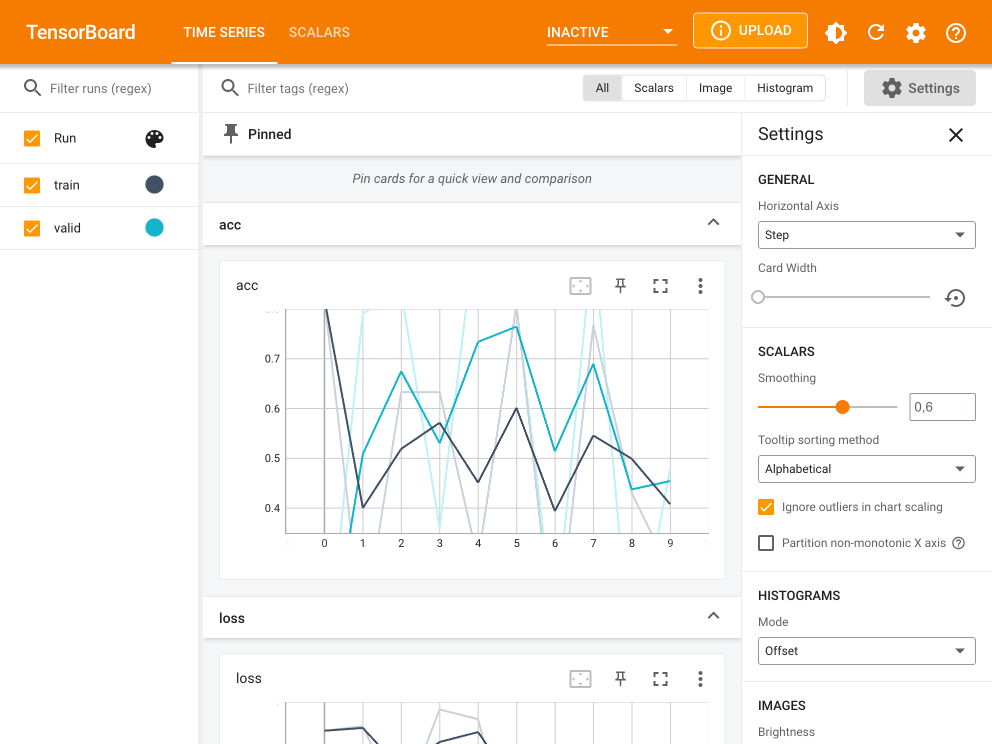 TensorBoard
TIME SERIES
SCALARS
INACTIVE
UPLOAD
Filter runs (regex)
Filter tags (regex)
All
Scalars
Image
Histogram
Settings
Run
train
valid
Pinned
Pin cards for a quick view and comparison
acc
acc
0.7
0.6
0.5
0.4
0 1 2 3 4 5 6 7 8 9
loss
loss
Settings
GENERAL
Horizontal Axis
Step
Card Width
SCALARS
Smoothing
0,6
Tooltip sorting method
Alphabetical
Ignore outliers in chart scaling
Partition non-monotonic X axis
HISTOGRAMS
Mode
Offset
IMAGES
Brightness